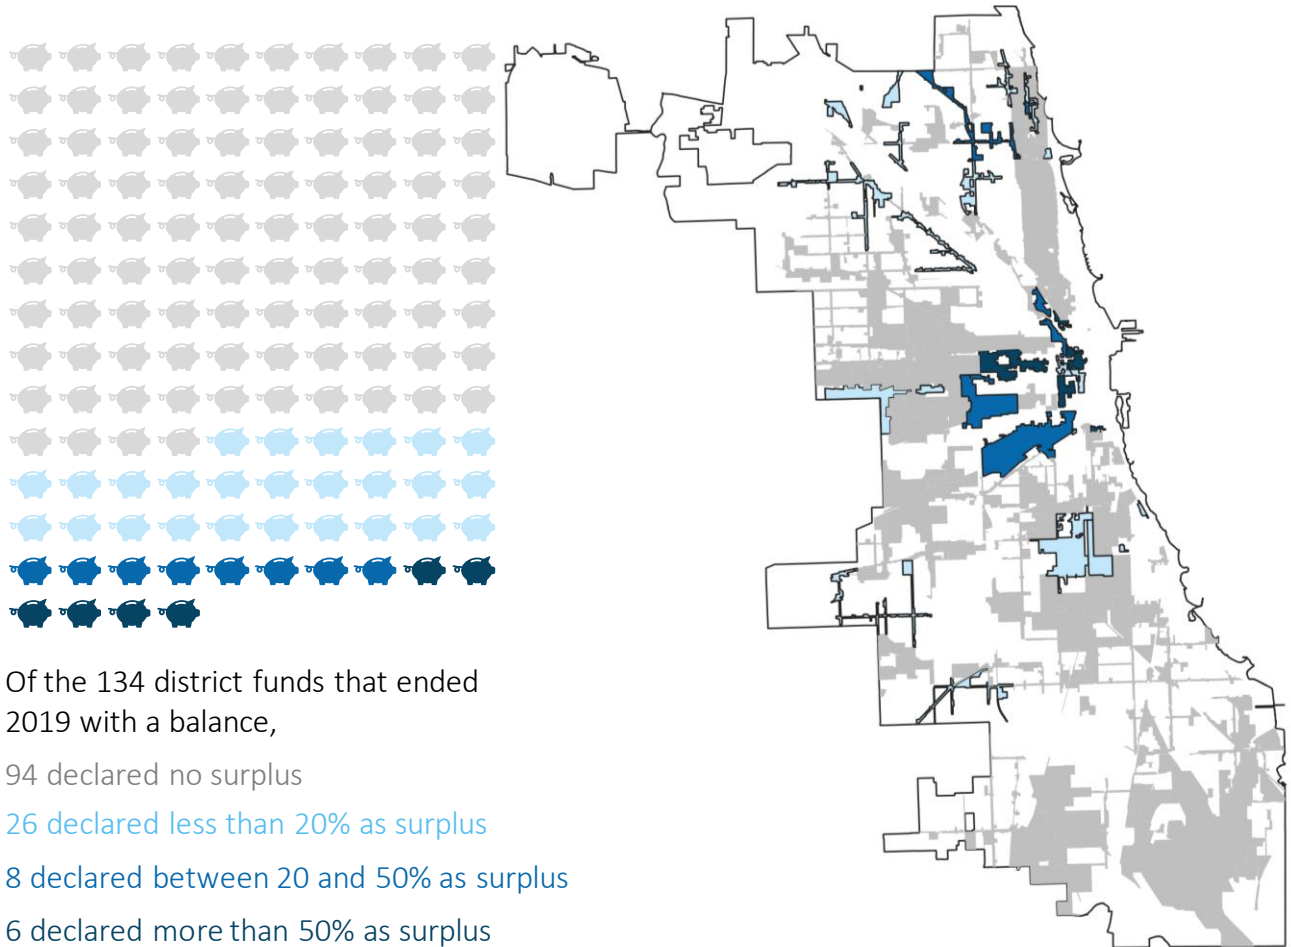 Of the 134 district funds that ended
2019 with a balance,
94 declared no surplus
26 declared less than 20% as surplus
8 declared between 20 and 50% as surplus
6 declared more than 50% as surplus